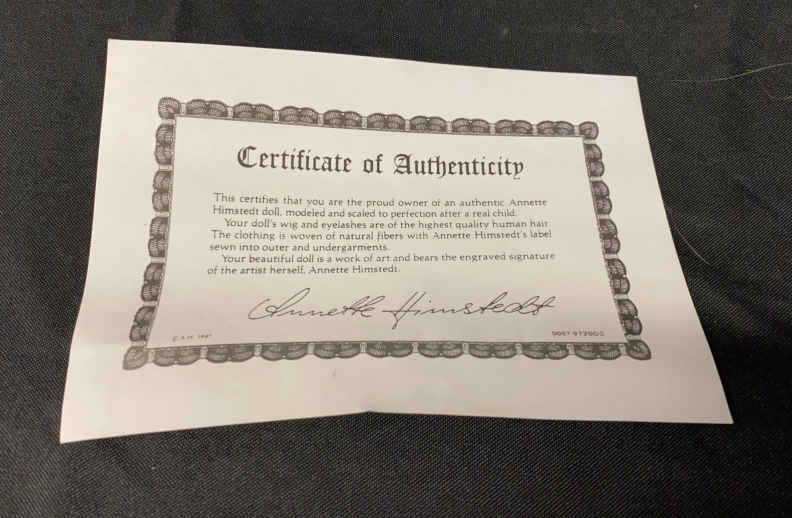 Certificate of Authenticity
This certifies that you are the proud owner of an authentic Annette
Himstedt doll, modeled and scaled to perfection after a real child.
Your doll's wig and eyelashes are of the highest quality human hair.
The clothing is woven of natural fibers with Annette Himstedt's label
sewn into outer and undergarments.
Your beautiful doll is a work of art and bears the engraved signature
of the artist herself, Annette Himstedt.
Annette Himstedt